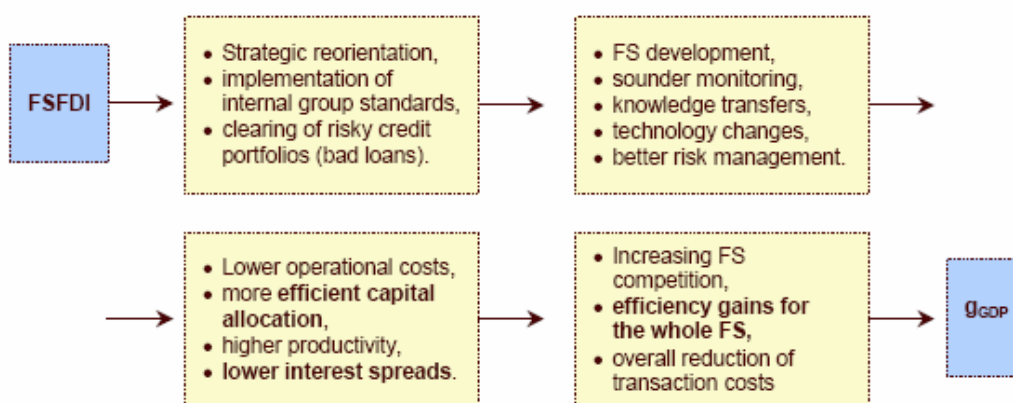 FSFDI
• Strategic reorientation,
• implementation of
internal group standards,
• clearing of risky credit
portfolios (bad loans).
• FS development,
• sounder monitoring,
• knowledge transfers,
• technology changes,
• better risk management.
• Lower operational costs,
• more efficient capital
allocation,
• higher productivity,
• lower interest spreads.
• Increasing FS
competition,
• efficiency gains for
the whole FS,
• overall reduction of
transaction costs
gGDP